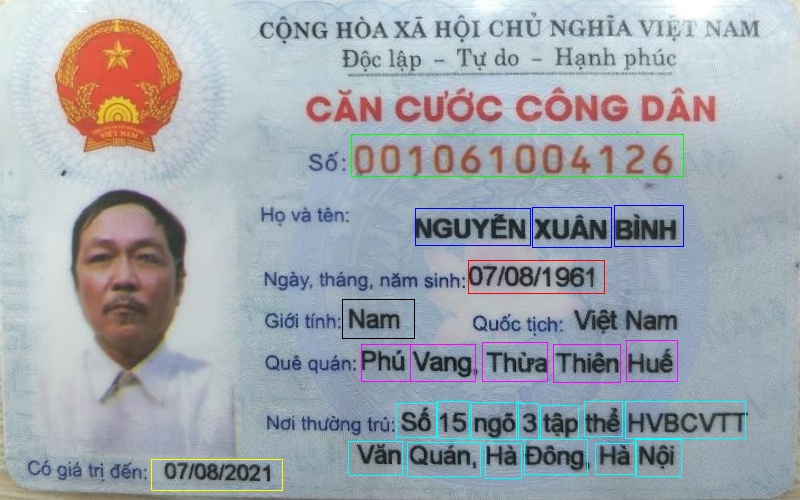 CỘNG HÒA XÃ HỘI CHỦ NGHĨA VIỆT NAM
Độc lập – Tự do – Hạnh phúc
CĂN CƯỚC CÔNG DÂN
Số: 001061004126
Họ và tên: NGUYỄN XUÂN BÌNH
Ngày, tháng, năm sinh: 07/08/1961
Giới tính: Nam Quốc tịch: Việt Nam
Quê quán: Phú Vang, Thừa Thiên Huế
Nơi thường trú: Số 15 ngõ 3 tập thể HVBCVTT
Văn Quán, Hà Đông, Hà Nội
Có giá trị đến: 07/08/2021